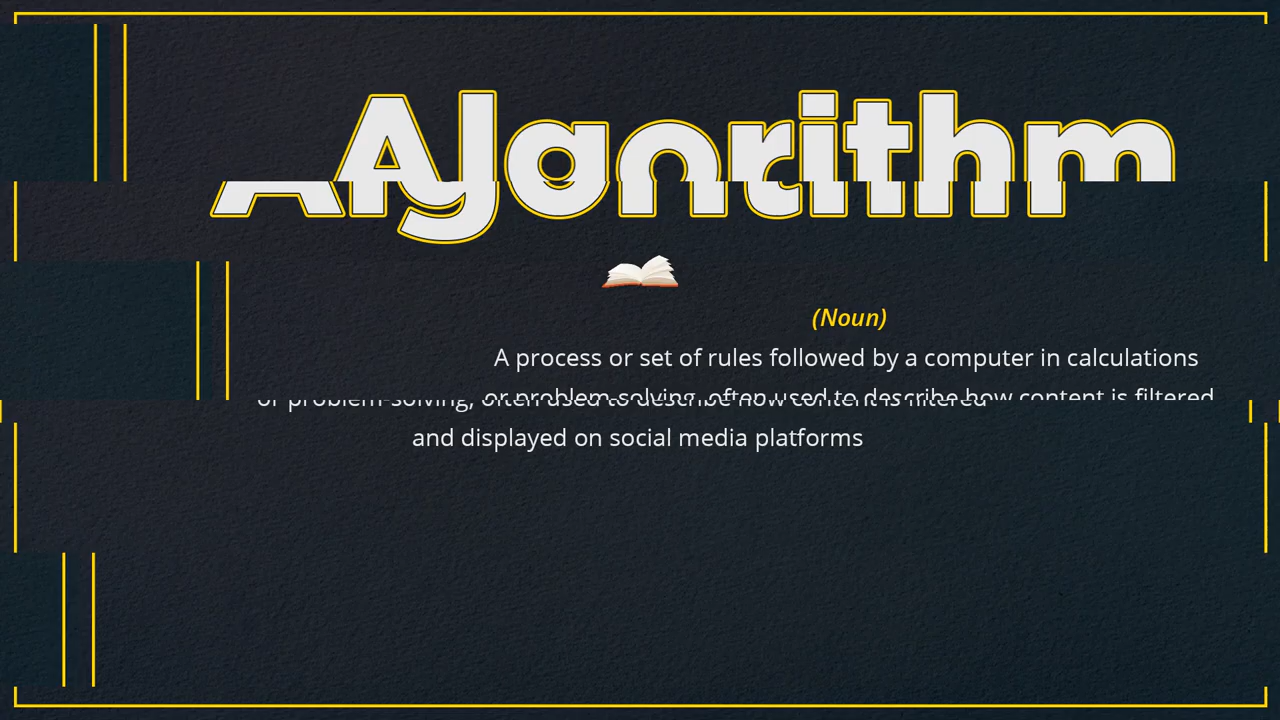 Algorithm
(Noun)
A process or set of rules followed by a computer in calculations
or problem-solving, often used to describe how content is filtered
and displayed on social media platforms